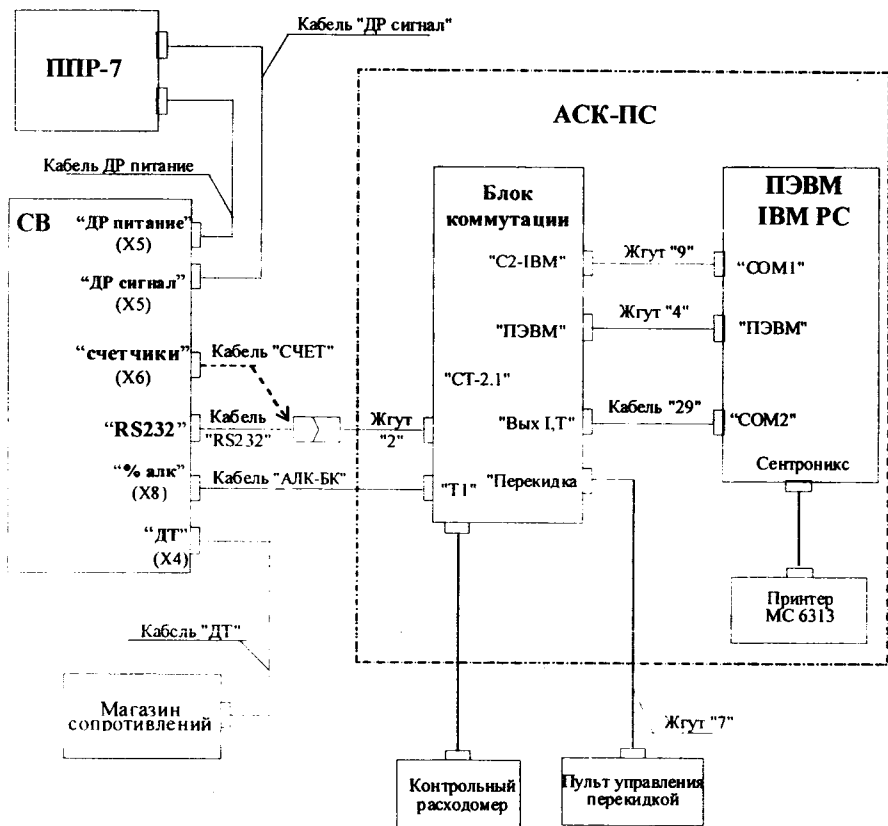 Кабель "ДР сигнал"
ППР-7
АСК-ПС
Кабель ДР питание
СВ
“ДР питание”
(X5)
“ДР сигнал”
(X5)
“счетчики”
(X6)
Кабель "СЧЕТ"
“RS232”
Кабель
"RS232"
Жгут
"2"
“% алк”
(X8)
Кабель "АЛК-БК"
“ДТ”
(X4)
Кабель "ДТ"
Магазин
сопротивлений
Блок
коммутации
"С2-IBM"
"ПЭВМ"
"СТ-2.1"
"Вых I,T"
"Т1"
"Перекидка
Жгут "9"
Жгут "4"
Кабель "29"
ПЭВМ
IBM PC
“COM1”
"ПЭВМ"
“COM2”
Сентроникс
Принтер
МС 6313
Жгут "7"
Контрольный
расходомер
Пульт управления
перекидкой